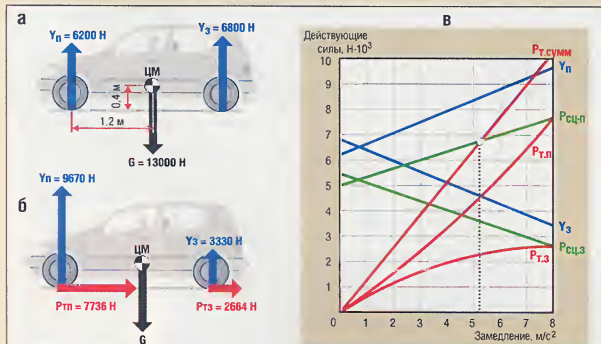 а
Yп = 6200 Н
Yз = 6800 Н
ЦМ
0,4 м
1.2 м
G = 13000 Н
б
Yп = 9670 Н
Yз = 3330 Н
ЦМ
Pтп = 7736 Н
Pтз = 2664 Н
G
в
Действующие
силы, Н·10³
Pт.сумм
10
9
8
7
6
5
4
3
2
1
Yп
Pсц-п
Pт.п
Yз
Pсц.з
Pт.з
0 1 2 3 4 5 6 7 8
Замедление, м/с²